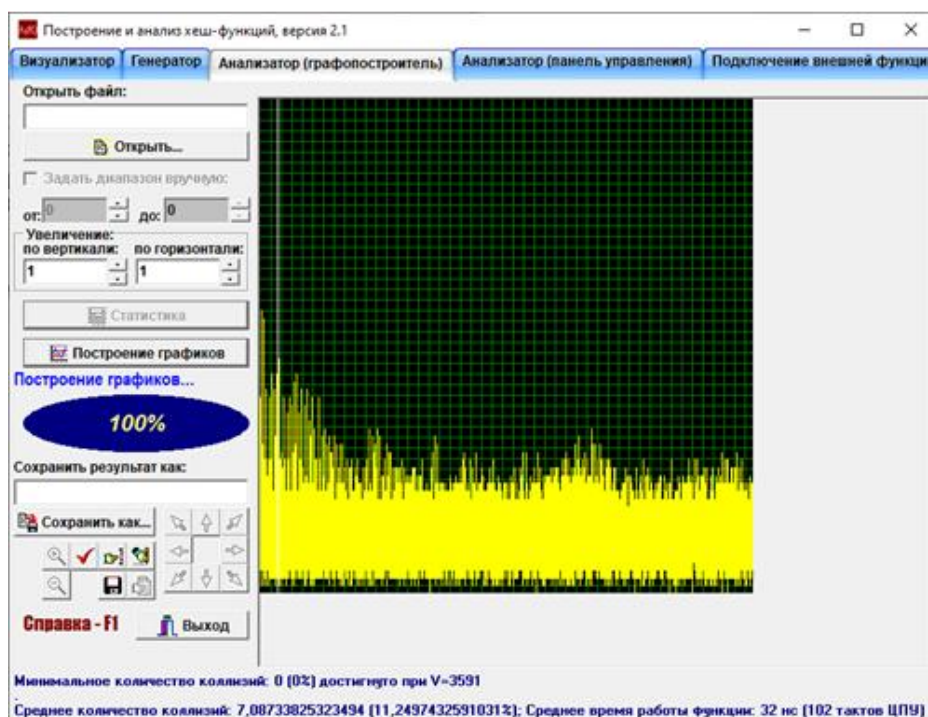 Построение и анализ хеш-функций, версия 2.1
Визуализатор Генератор Анализатор (графопостроитель) Анализатор (панель управления) Подключение внешней функци
Открыть файл:
Открыть...
Задать диапазон вручную:
от: 0 до: 0
Увеличение:
по вертикали: по горизонтали:
1 1
Статистика
Построение графиков
Построение графиков...
100%
Сохранить результат как:
Сохранить как...
Справка - F1 Выход
Минимальное количество коллизий: 0 (0%) достигнуто при V=3591
Среднее количество коллизий: 7,08733825323494 (11,2497432591031%); Среднее время работы функции: 32 нс (102 тактов ЦПУ)